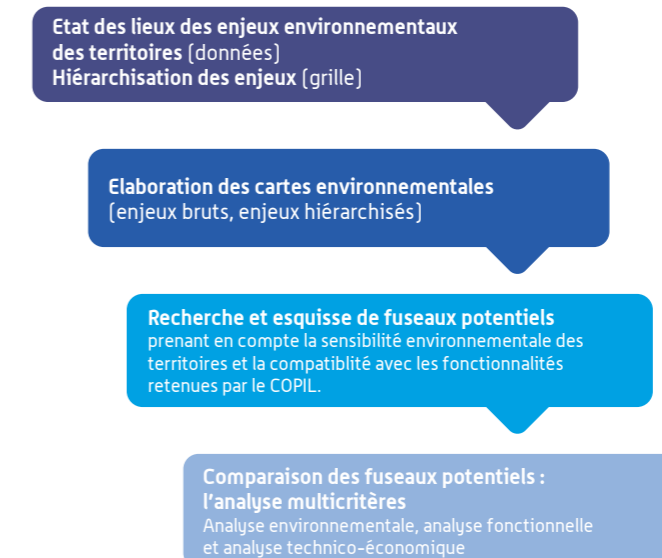 Etat des lieux des enjeux environnementaux
des territoires (données)
Hiérarchisation des enjeux (grille)
Elaboration des cartes environnementales
(enjeux bruts, enjeux hiérarchisés)
Recherche et esquisse de fuseaux potentiels
prenant en compte la sensibilité environnementale des
territoires et la compatiblité avec les fonctionnalités
retenues par le COPIL.
Comparaison des fuseaux potentiels :
l'analyse multicritères
Analyse environnementale, analyse fonctionnelle
et analyse technico-économique